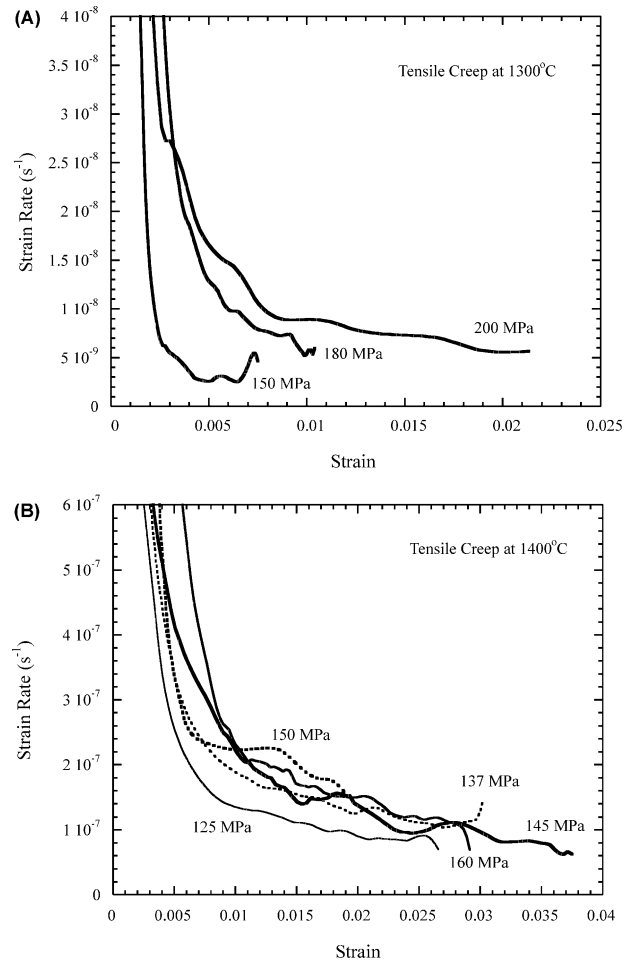 (A)
4 10⁻⁸
3.5 10⁻⁸
3 10⁻⁸
2.5 10⁻⁸
2 10⁻⁸
1.5 10⁻⁸
1 10⁻⁸
5 10⁻⁹
0
Strain Rate (s⁻¹)
Tensile Creep at 1300°C
200 MPa
180 MPa
150 MPa
0 0.005 0.01 0.015 0.02 0.025
Strain
(B)
6 10⁻⁷
5 10⁻⁷
4 10⁻⁷
3 10⁻⁷
2 10⁻⁷
1 10⁻⁷
0
Strain Rate (s⁻¹)
Tensile Creep at 1400°C
150 MPa
137 MPa
125 MPa
145 MPa
160 MPa
0 0.005 0.01 0.015 0.02 0.025 0.03 0.035 0.04
Strain